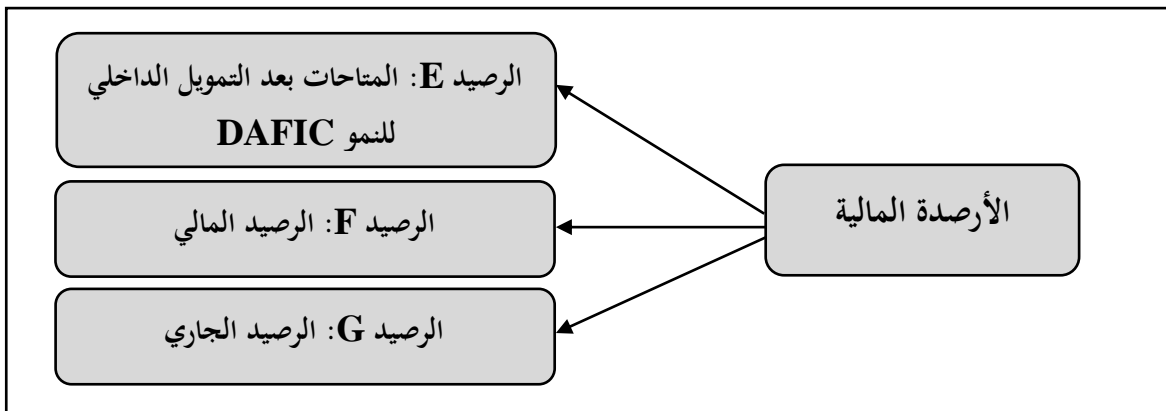 الأرصدة المالية
الرصيد E: المتاحات بعد التمويل الداخلي
للنمو DAFIC
الرصيد F: الرصيد المالي
الرصيد G: الرصيد الجاري